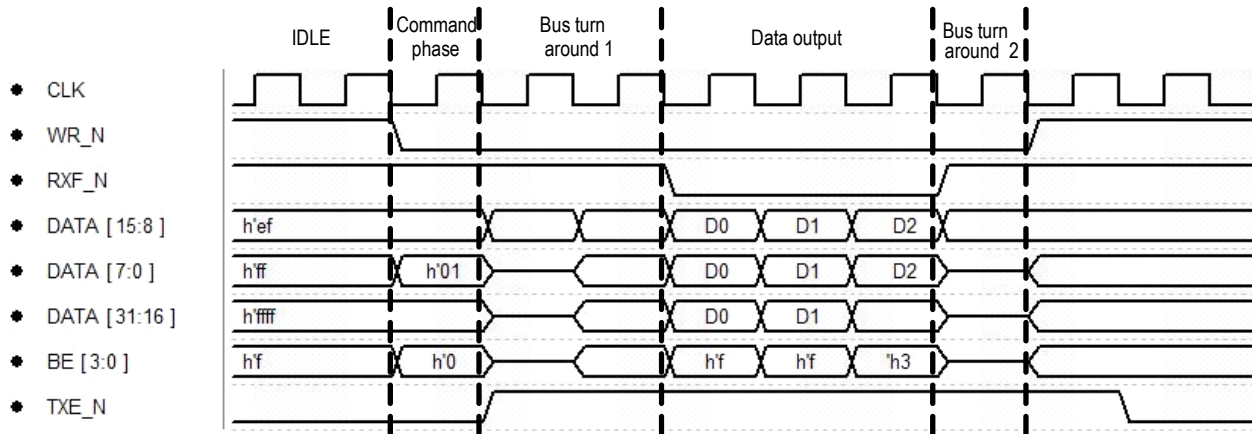 IDLE
Command
phase
Bus turn
around 1
Data output
Bus turn
around 2
CLK
WR_N
RXF_N
DATA [ 15:8 ] h'ef D0 D1 D2
DATA [7:0 ] h'ff h'01 D0 D1 D2
DATA [31:16 ] h'ffff D0 D1
BE [ 3:0 ] h'f h'0 h'f h'f 'h3
TXE_N